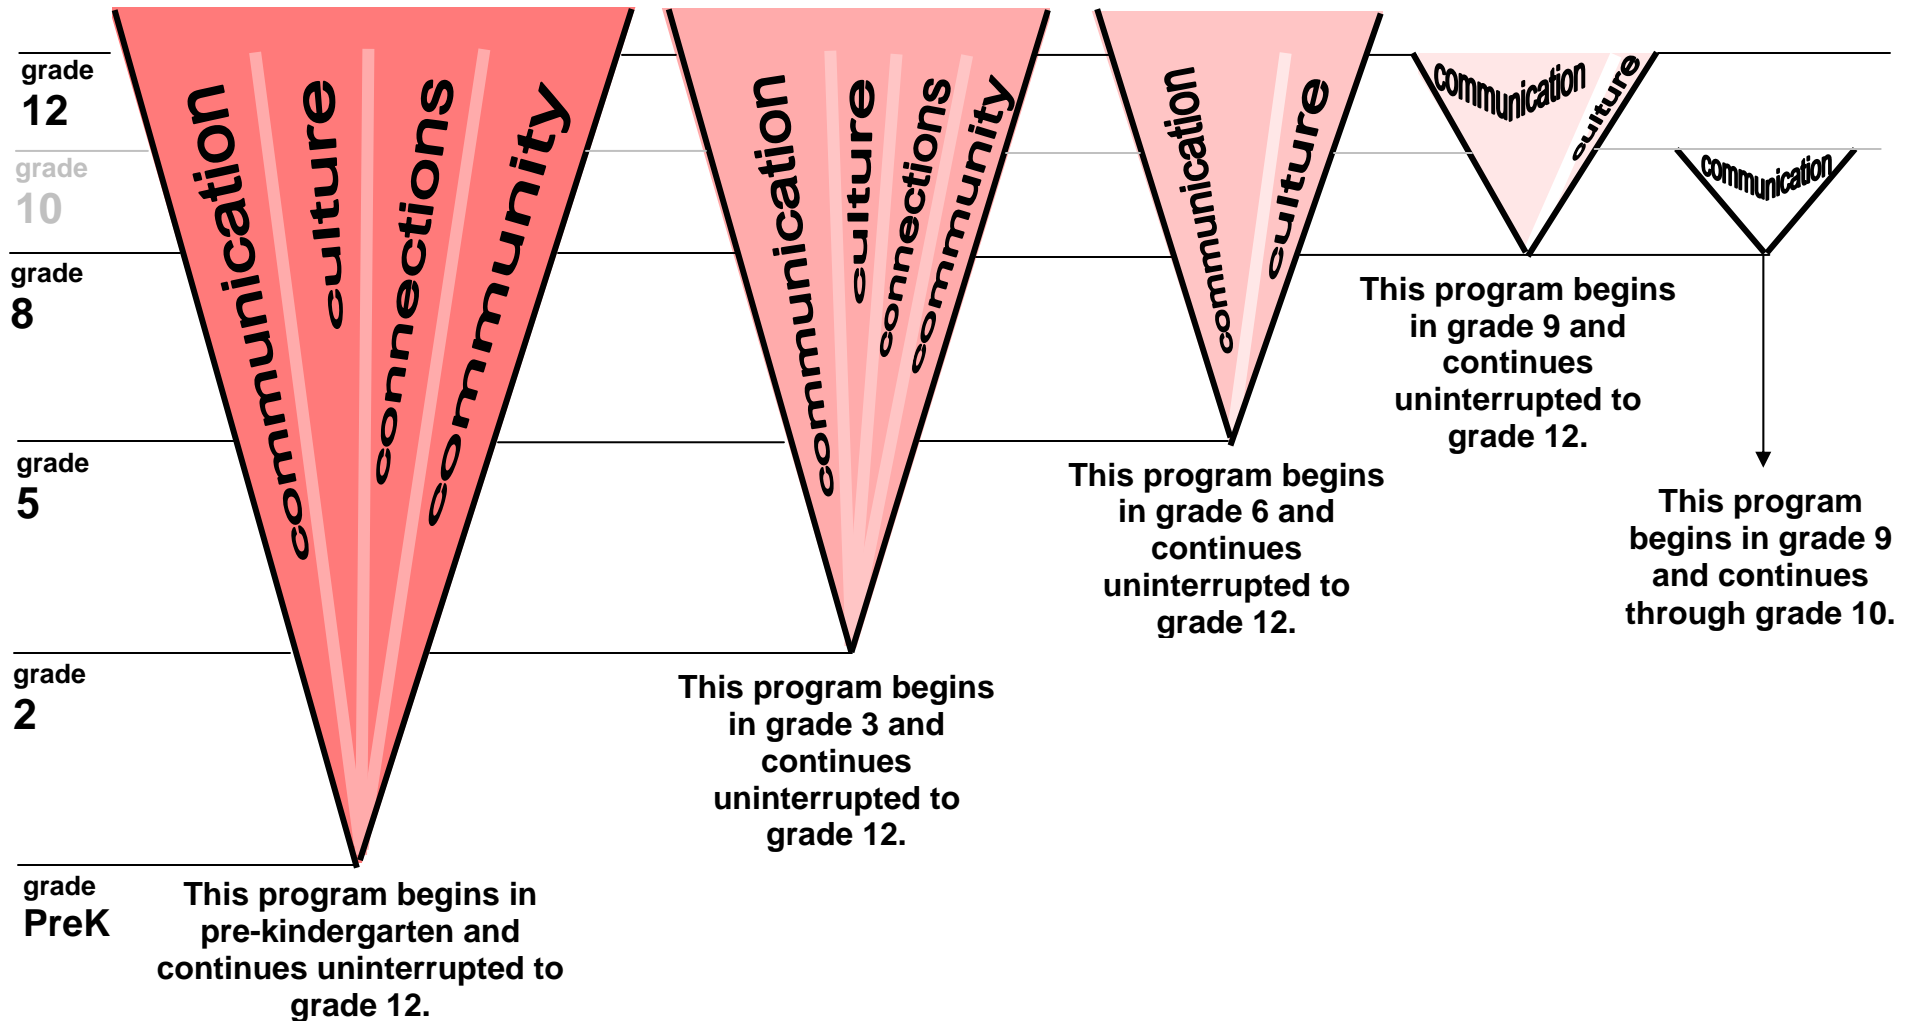 grade
12
grade
10
grade
8
grade
5
grade
2
grade
PreK
communication
culture
connections
community
This program begins in
pre-kindergarten and
continues uninterrupted to
grade 12.
communication
culture
connections
community
This program begins
in grade 3 and
continues
uninterrupted to
grade 12.
communication
culture
This program begins
in grade 6 and
continues
uninterrupted to
grade 12.
communication
culture
This program begins
in grade 9 and
continues
uninterrupted to
grade 12.
communication
This program
begins in grade 9
and continues
through grade 10.